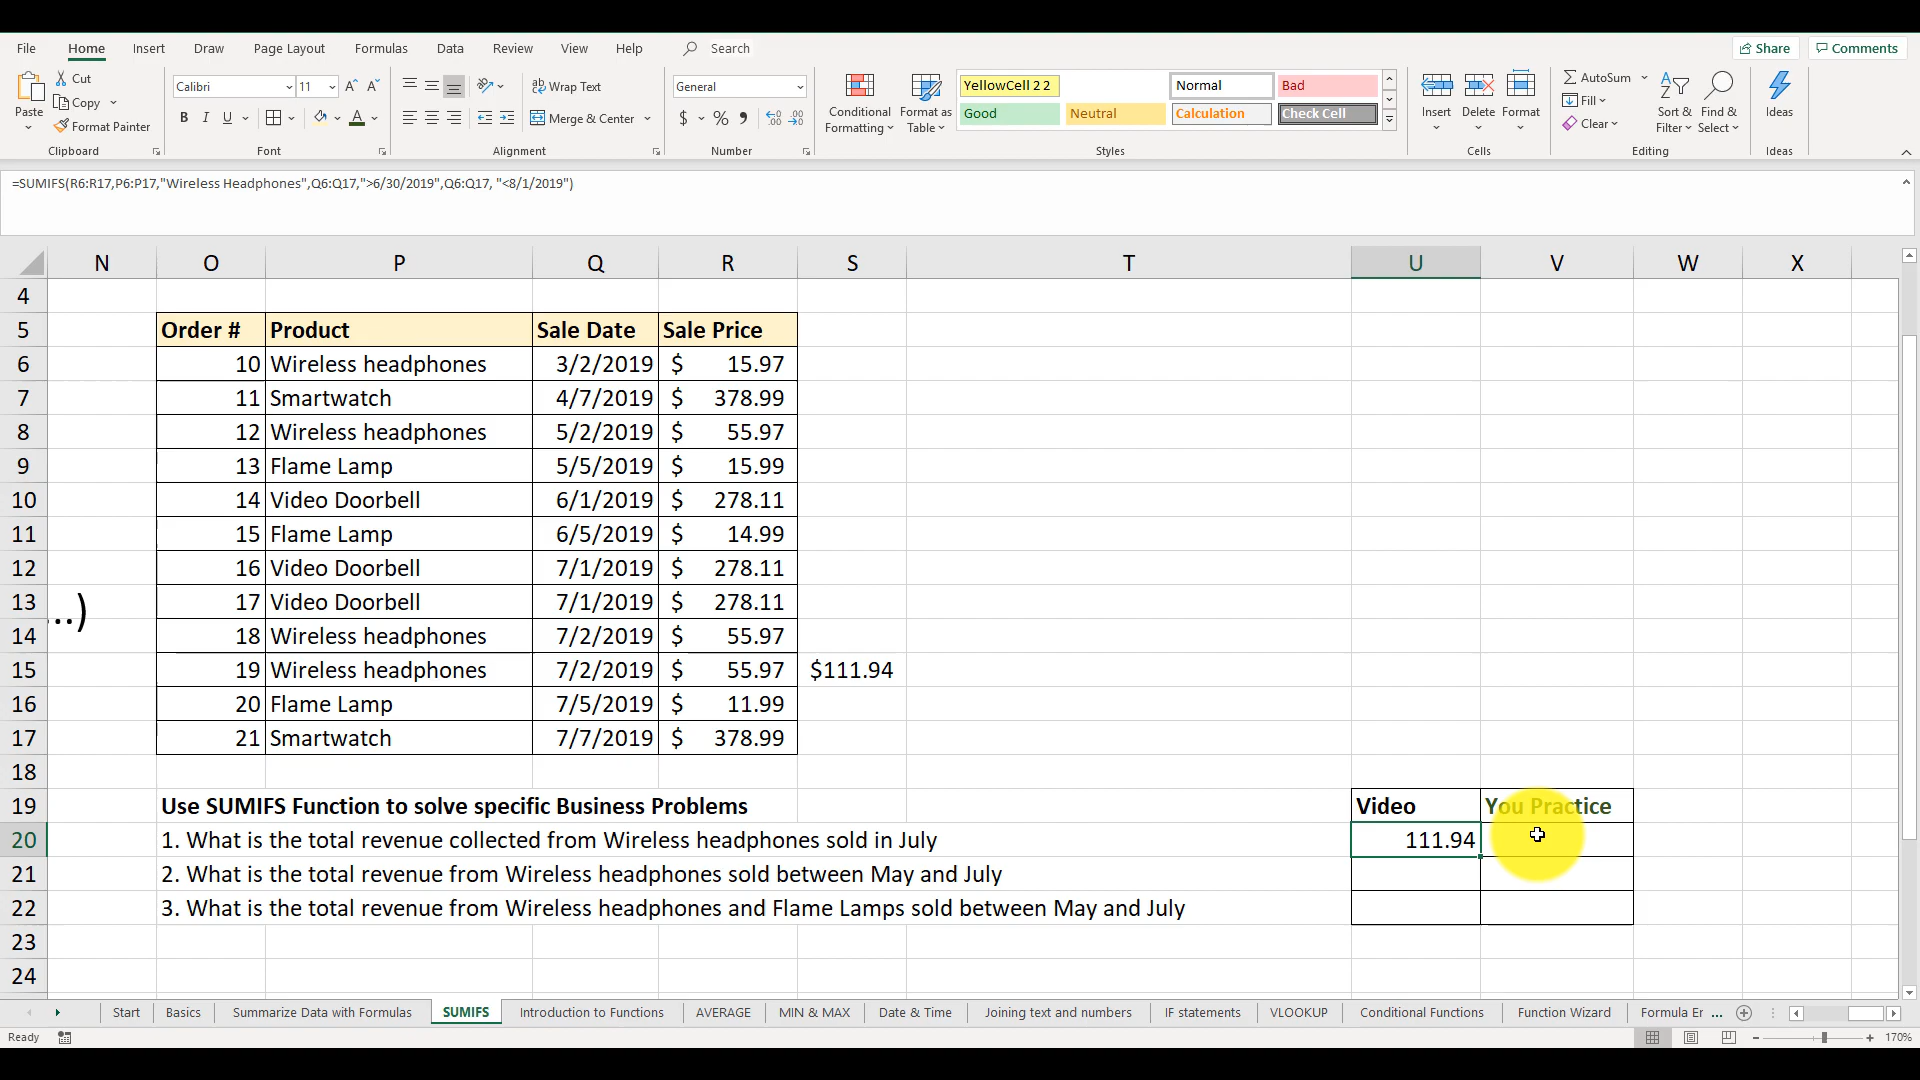 File Home Insert Draw Page Layout Formulas Data Review View Help Search Share Comments
Paste Cut Copy Format Painter Clipboard
Calibri 11 B I U A Font
Wrap Text Merge & Center Alignment
General $ % Number
Conditional Formatting Format as Table
YellowCell 2 2 Normal Bad
Good Neutral Calculation Check Cell
Styles
Insert Delete Format Cells
AutoSum Fill Clear Sort & Filter Find & Select Editing
Ideas Ideas
=SUMIFS(R6:R17,P6:P17,"Wireless Headphones",Q6:Q17,">6/30/2019",Q6:Q17, "<8/1/2019")
N O P Q R S T U V W X
4
5 Order # Product Sale Date Sale Price
6 10 Wireless headphones 3/2/2019 $ 15.97
7 11 Smartwatch 4/7/2019 $ 378.99
8 12 Wireless headphones 5/2/2019 $ 55.97
9 13 Flame Lamp 5/5/2019 $ 15.99
10 14 Video Doorbell 6/1/2019 $ 278.11
11 15 Flame Lamp 6/5/2019 $ 14.99
12 16 Video Doorbell 7/1/2019 $ 278.11
13 ...) 17 Video Doorbell 7/1/2019 $ 278.11
14 18 Wireless headphones 7/2/2019 $ 55.97
15 19 Wireless headphones 7/2/2019 $ 55.97 $111.94
16 20 Flame Lamp 7/5/2019 $ 11.99
17 21 Smartwatch 7/7/2019 $ 378.99
18
19 Use SUMIFS Function to solve specific Business Problems Video You Practice
20 1. What is the total revenue collected from Wireless headphones sold in July 111.94
21 2. What is the total revenue from Wireless headphones sold between May and July
22 3. What is the total revenue from Wireless headphones and Flame Lamps sold between May and July
23
24
Start Basics Summarize Data with Formulas SUMIFS Introduction to Functions AVERAGE MIN & MAX Date & Time Joining text and numbers IF statements VLOOKUP Conditional Functions Function Wizard Formula Er ...
Ready 170%